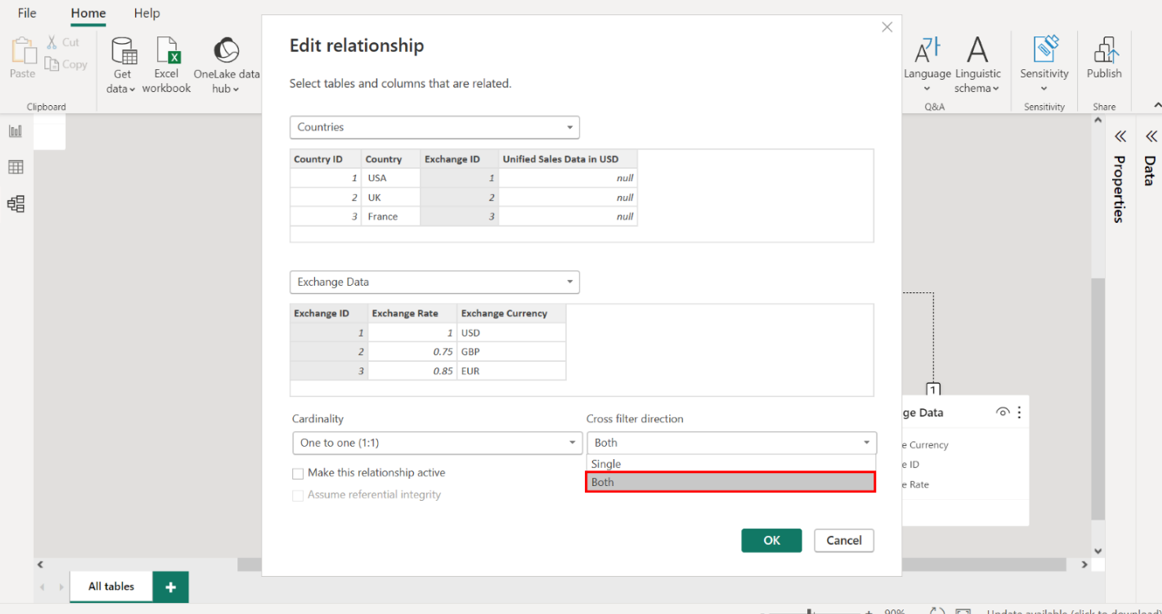 File Home Help
Paste
Cut
Copy
Clipboard
Get data
Excel workbook
OneLake data hub
Language
Linguistic schema
Q&A
Sensitivity
Sensitivity
Publish
Share
Edit relationship
Select tables and columns that are related.
Countries
Country ID Country Exchange ID Unified Sales Data in USD
1 USA 1 null
2 UK 2 null
3 France 3 null
Exchange Data
Exchange ID Exchange Rate Exchange Currency
1 1 USD
2 0.75 GBP
3 0.85 EUR
Cardinality
One to one (1:1)
Make this relationship active
Assume referential integrity
Cross filter direction
Both
Single
Both
OK Cancel
1
ge Data
e Currency
e ID
e Rate
Properties
Data
All tables +
90%
Update available (click to download)